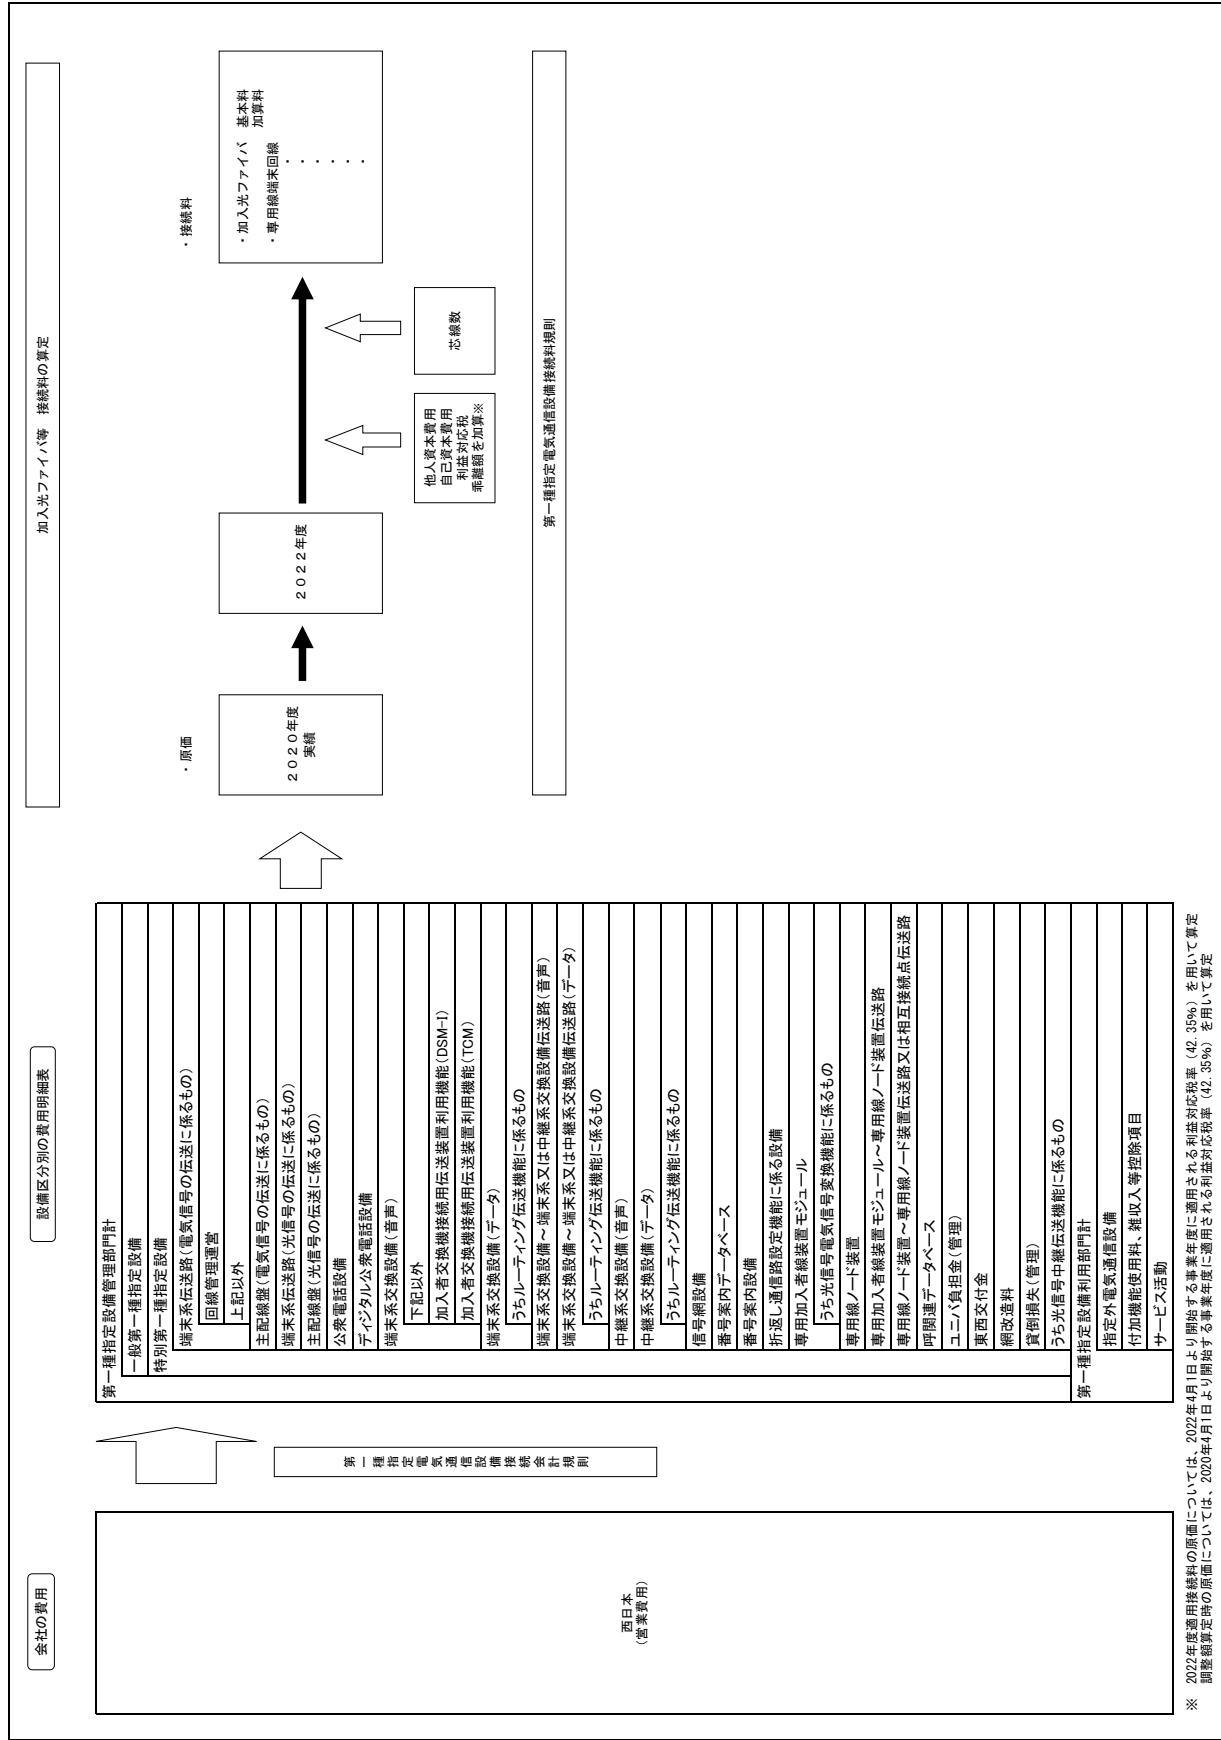 会社の費用
西日本
(営業費用)
第一種指定電気通信設備接続会計規則
設備区分別の費用明細表
第一種指定設備管理部門計
一般第一種指定設備
特別第一種指定設備
端末系伝送路(電気信号の伝送に係るもの)
回線管理運営
上記以外
主配線盤(電気信号の伝送に係るもの)
端末系伝送路(光信号の伝送に係るもの)
主配線盤(光信号の伝送に係るもの)
公衆電話設備
ディジタル公衆電話設備
端末系交換設備(音声)
下記以外
加入者交換機接続用伝送装置利用機能(DSM-I)
加入者交換機接続用伝送装置利用機能(TCM)
端末系交換設備(データ)
うちルーティング伝送機能に係るもの
端末系交換設備~端末系又は中継系交換設備伝送路(音声)
端末系交換設備~端末系又は中継系交換設備伝送路(データ)
うちルーティング伝送機能に係るもの
中継系交換設備(音声)
中継系交換設備(データ)
うちルーティング伝送機能に係るもの
信号網設備
番号案内データベース
番号案内設備
折返し通信路設定機能に係る設備
専用加入者線装置モジュール
うち光信号電気信号変換機能に係るもの
専用線ノード装置
専用加入者線装置モジュール~専用線ノード装置伝送路
専用線ノード装置~専用線ノード装置伝送路又は相互接続点伝送路
呼関連データベース
ユニバ負担金(管理)
東西交付金
網改造料
貸倒損失(管理)
うち光信号中継伝送機能に係るもの
第一種指定設備利用部門計
指定外電気通信設備
付加機能使用料、雑収入等控除項目
サービス活動
加入光ファイバ等 接続料の算定
・原価
2020年度
実績
2022年度
他人資本費用
自己資本費用
利益対応税
乖離額を加算※
芯線数
・接続料
・加入光ファイバ 基本料
加算料
・専用線端末回線
・
・
・
・
・
・
第一種指定電気通信設備接続料規則
※ 2022年度適用接続料の原価については、2022年4月1日より開始する事業年度に適用される利益対応税率(42.35%)を用いて算定
調整額算定時の原価については、2020年4月1日より開始する事業年度に適用される利益対応税率(42.35%)を用いて算定